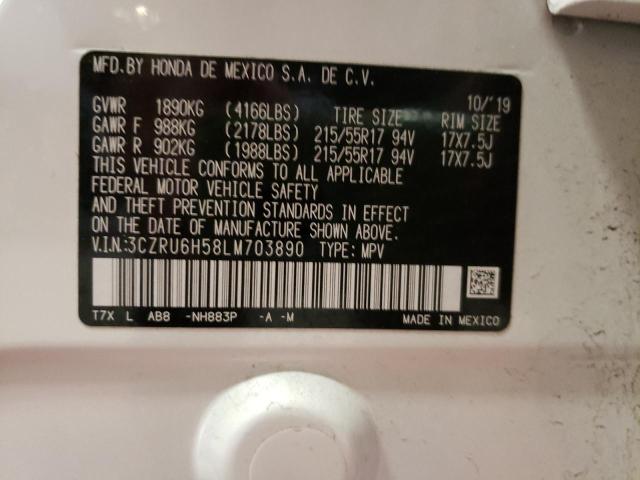 MFD.BY HONDA DE MEXICO S.A. DE C.V.
10/'19
GVWR 1890KG (4166LBS) TIRE SIZE RIM SIZE
GAWR F 988KG (2178LBS) 215/55R17 94V 17X7.5J
GAWR R 902KG (1988LBS) 215/55R17 94V 17X7.5J
THIS VEHICLE CONFORMS TO ALL APPLICABLE
FEDERAL MOTOR VEHICLE SAFETY
AND THEFT PREVENTION STANDARDS IN EFFECT
ON THE DATE OF MANUFACTURE SHOWN ABOVE.
V.I.N:3CZRU6H58LM703890 TYPE: MPV
T7X L AB8 -NH883P -A -M MADE IN MEXICO